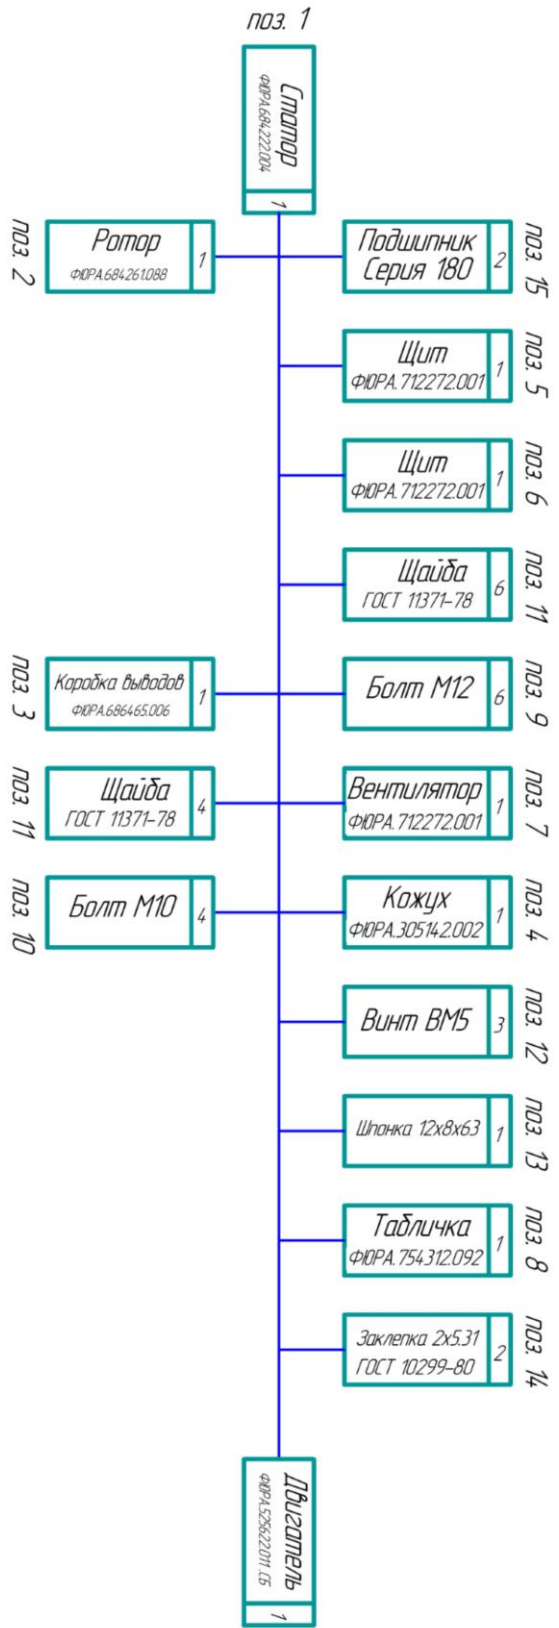 поз. 1
Статор
ФЮРА.684.222.004
1
поз. 2
Ротор
ФЮРА.684261.088
1
Подшипник
Серия 180
2
поз. 15
Щит
ФЮРА.712272.001
1
поз. 5
Щит
ФЮРА.712272.001
1
поз. 6
Щайба
ГОСТ 11371-78
6
поз. 11
поз. 3
Коробка выводов
ФЮРА.686465.006
1
Болт М12
6
поз. 9
поз. 11
Щайба
ГОСТ 11371-78
4
Вентилятор
ФЮРА.712272.001
1
поз. 7
поз. 10
Болт М10
4
Кожух
ФЮРА.305142.002
1
поз. 4
Винт ВМ5
3
поз. 12
Шпонка 12х8х63
1
поз. 13
Табличка
ФЮРА.754312.092
1
поз. 8
Заклепка 2х5.31
ГОСТ 10299-80
2
поз. 14
Двигатель
ФЮРА.525622.011 .СБ
1